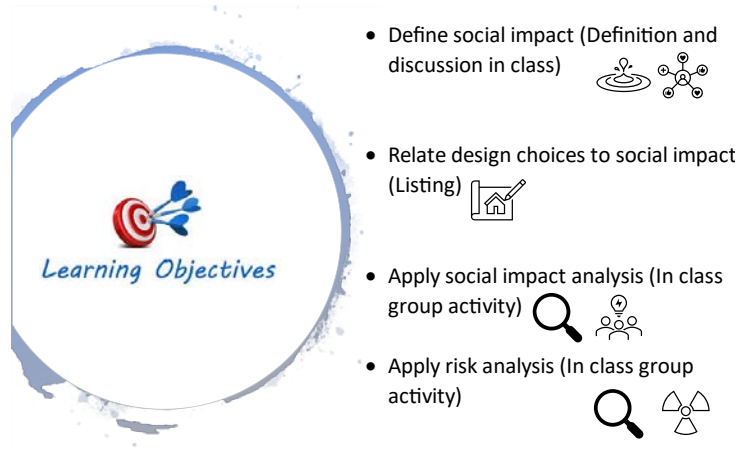 • Define social impact (Definition and
discussion in class)
• Relate design choices to social impact
(Listing)
Learning Objectives
• Apply social impact analysis (In class
group activity)
• Apply risk analysis (In class group
activity)